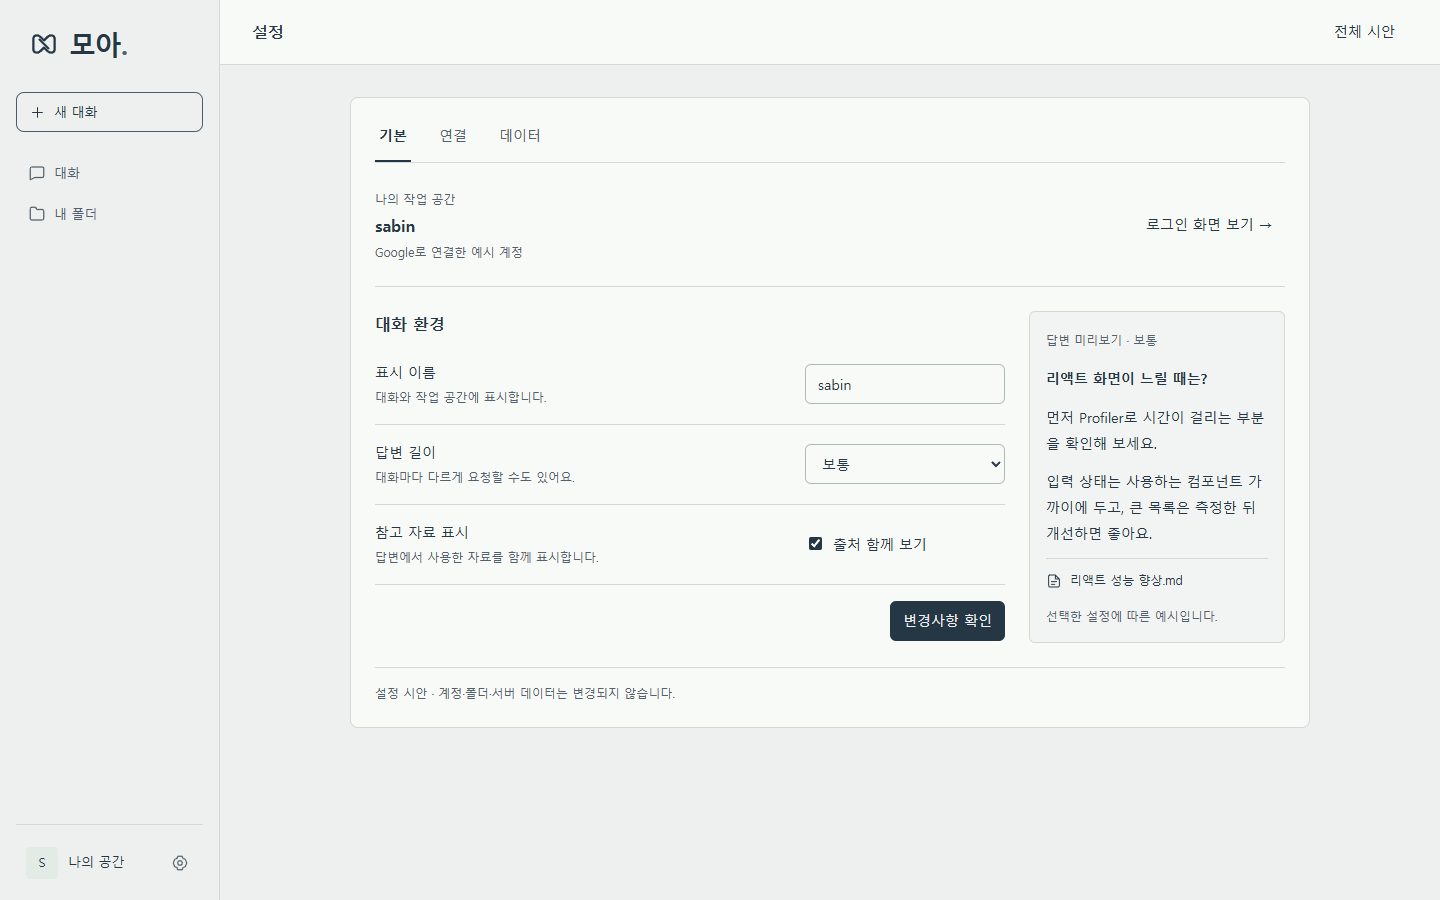 모아.
새 대화
대화
내 폴더
S 나의 공간
설정
전체 시안
기본 연결 데이터
나의 작업 공간
sabin
Google로 연결한 예시 계정
로그인 화면 보기 →
대화 환경
표시 이름
대화와 작업 공간에 표시합니다.
sabin
답변 길이
대화마다 다르게 요청할 수도 있어요.
보통
참고 자료 표시
답변에서 사용한 자료를 함께 표시합니다.
출처 함께 보기
변경사항 확인
답변 미리보기 · 보통
리액트 화면이 느릴 때는?
먼저 Profiler로 시간이 걸리는 부분
을 확인해 보세요.
입력 상태는 사용하는 컴포넌트 가
까이에 두고, 큰 목록은 측정한 뒤
개선하면 좋아요.
리액트 성능 향상.md
선택한 설정에 따른 예시입니다.
설정 시안 · 계정·폴더·서버 데이터는 변경되지 않습니다.